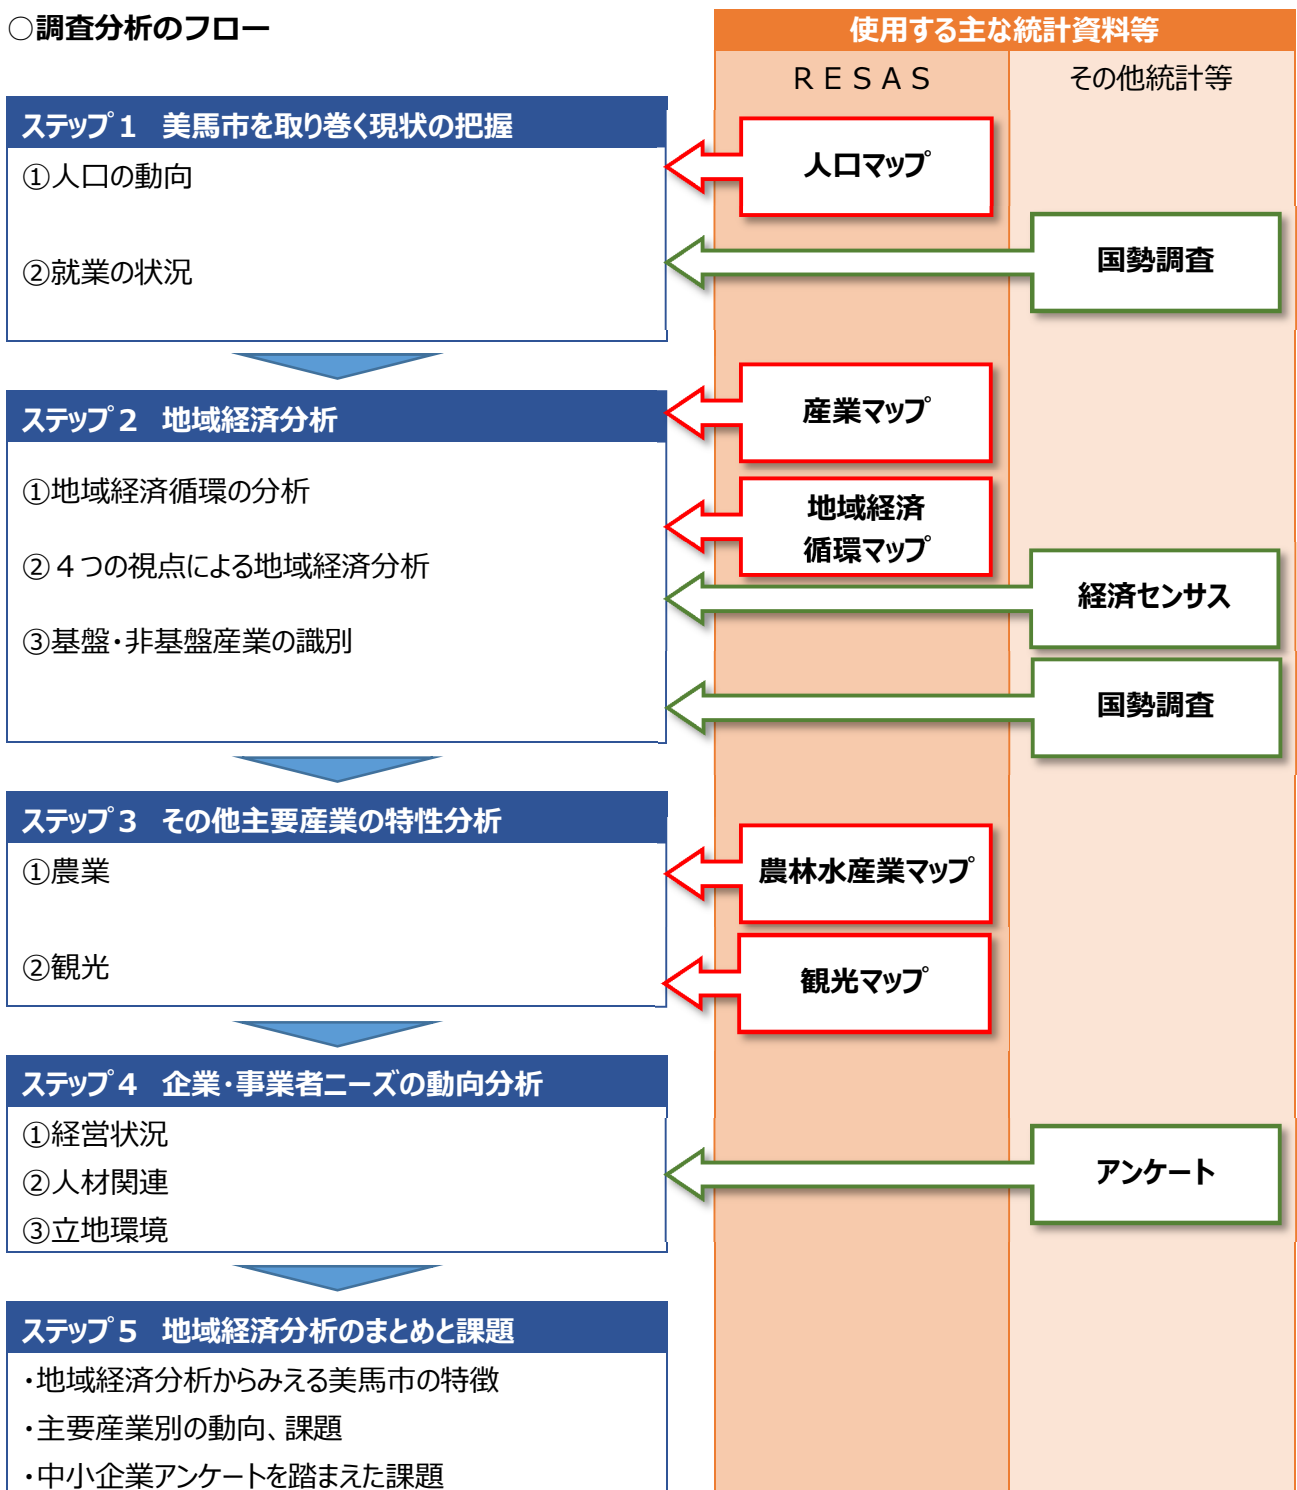 ○調査分析のフロー
使用する主な統計資料等
ＲＥＳＡＳ
その他統計等
ステップ１　美馬市を取り巻く現状の把握
①人口の動向
②就業の状況
人口マップ
国勢調査
ステップ２　地域経済分析
①地域経済循環の分析
②４つの視点による地域経済分析
③基盤・非基盤産業の識別
産業マップ
地域経済
循環マップ
経済センサス
国勢調査
ステップ３　その他主要産業の特性分析
①農業
②観光
農林水産業マップ
観光マップ
ステップ４　企業・事業者ニーズの動向分析
①経営状況
②人材関連
③立地環境
アンケート
ステップ５　地域経済分析のまとめと課題
・地域経済分析からみえる美馬市の特徴
・主要産業別の動向、課題
・中小企業アンケートを踏まえた課題